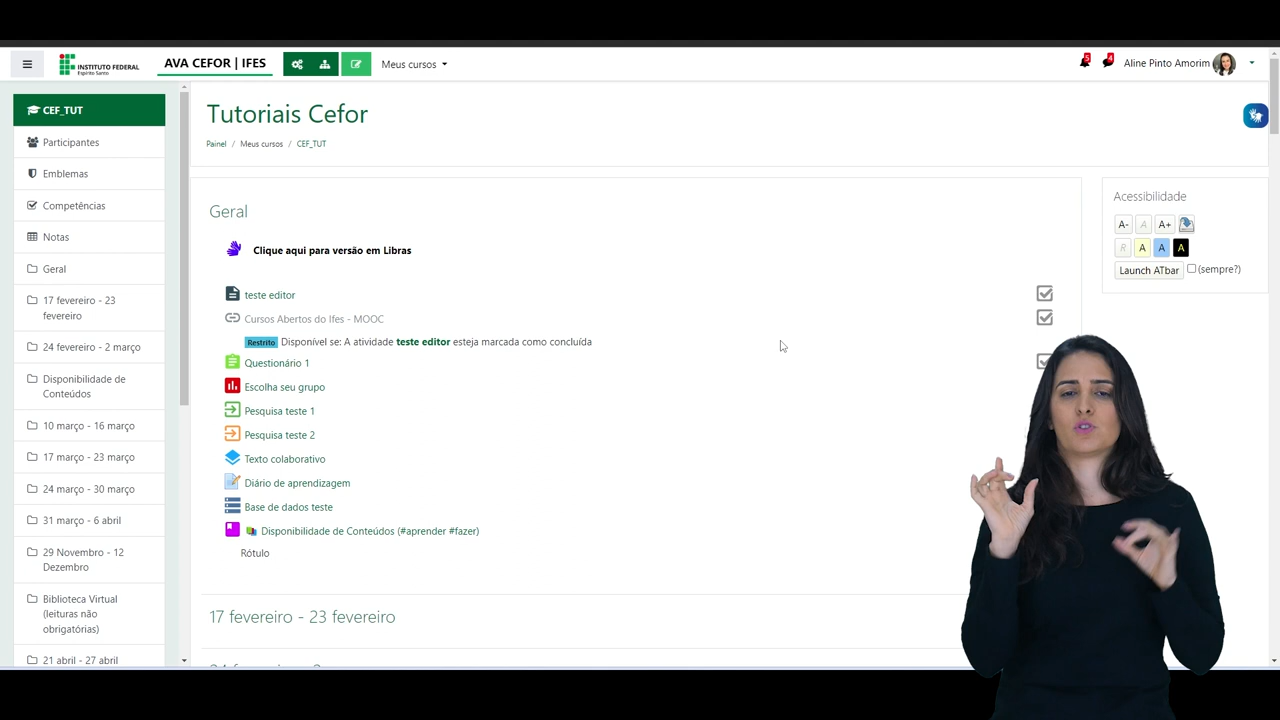 INSTITUTO FEDERAL
Espírito Santo
AVA CEFOR | IFES
Meus cursos
5
4
Aline Pinto Amorim
CEF_TUT
Participantes
Emblemas
Competências
Notas
Geral
17 fevereiro - 23
fevereiro
24 fevereiro - 2 março
Disponibilidade de
Conteúdos
10 março - 16 março
17 março - 23 março
24 março - 30 março
31 março - 6 abril
29 Novembro - 12
Dezembro
Biblioteca Virtual
(leituras não
obrigatórias)
21 abril - 27 abril
Tutoriais Cefor
Painel / Meus cursos / CEF_TUT
Geral
Clique aqui para versão em Libras
teste editor
Cursos Abertos do Ifes - MOOC
Restrito Disponível se: A atividade teste editor esteja marcada como concluída
Questionário 1
Escolha seu grupo
Pesquisa teste 1
Pesquisa teste 2
Texto colaborativo
Diário de aprendizagem
Base de dados teste
Disponibilidade de Conteúdos (#aprender #fazer)
Rótulo
17 fevereiro - 23 fevereiro
Acessibilidade
A- A A+
R A A A
Launch ATbar (sempre?)